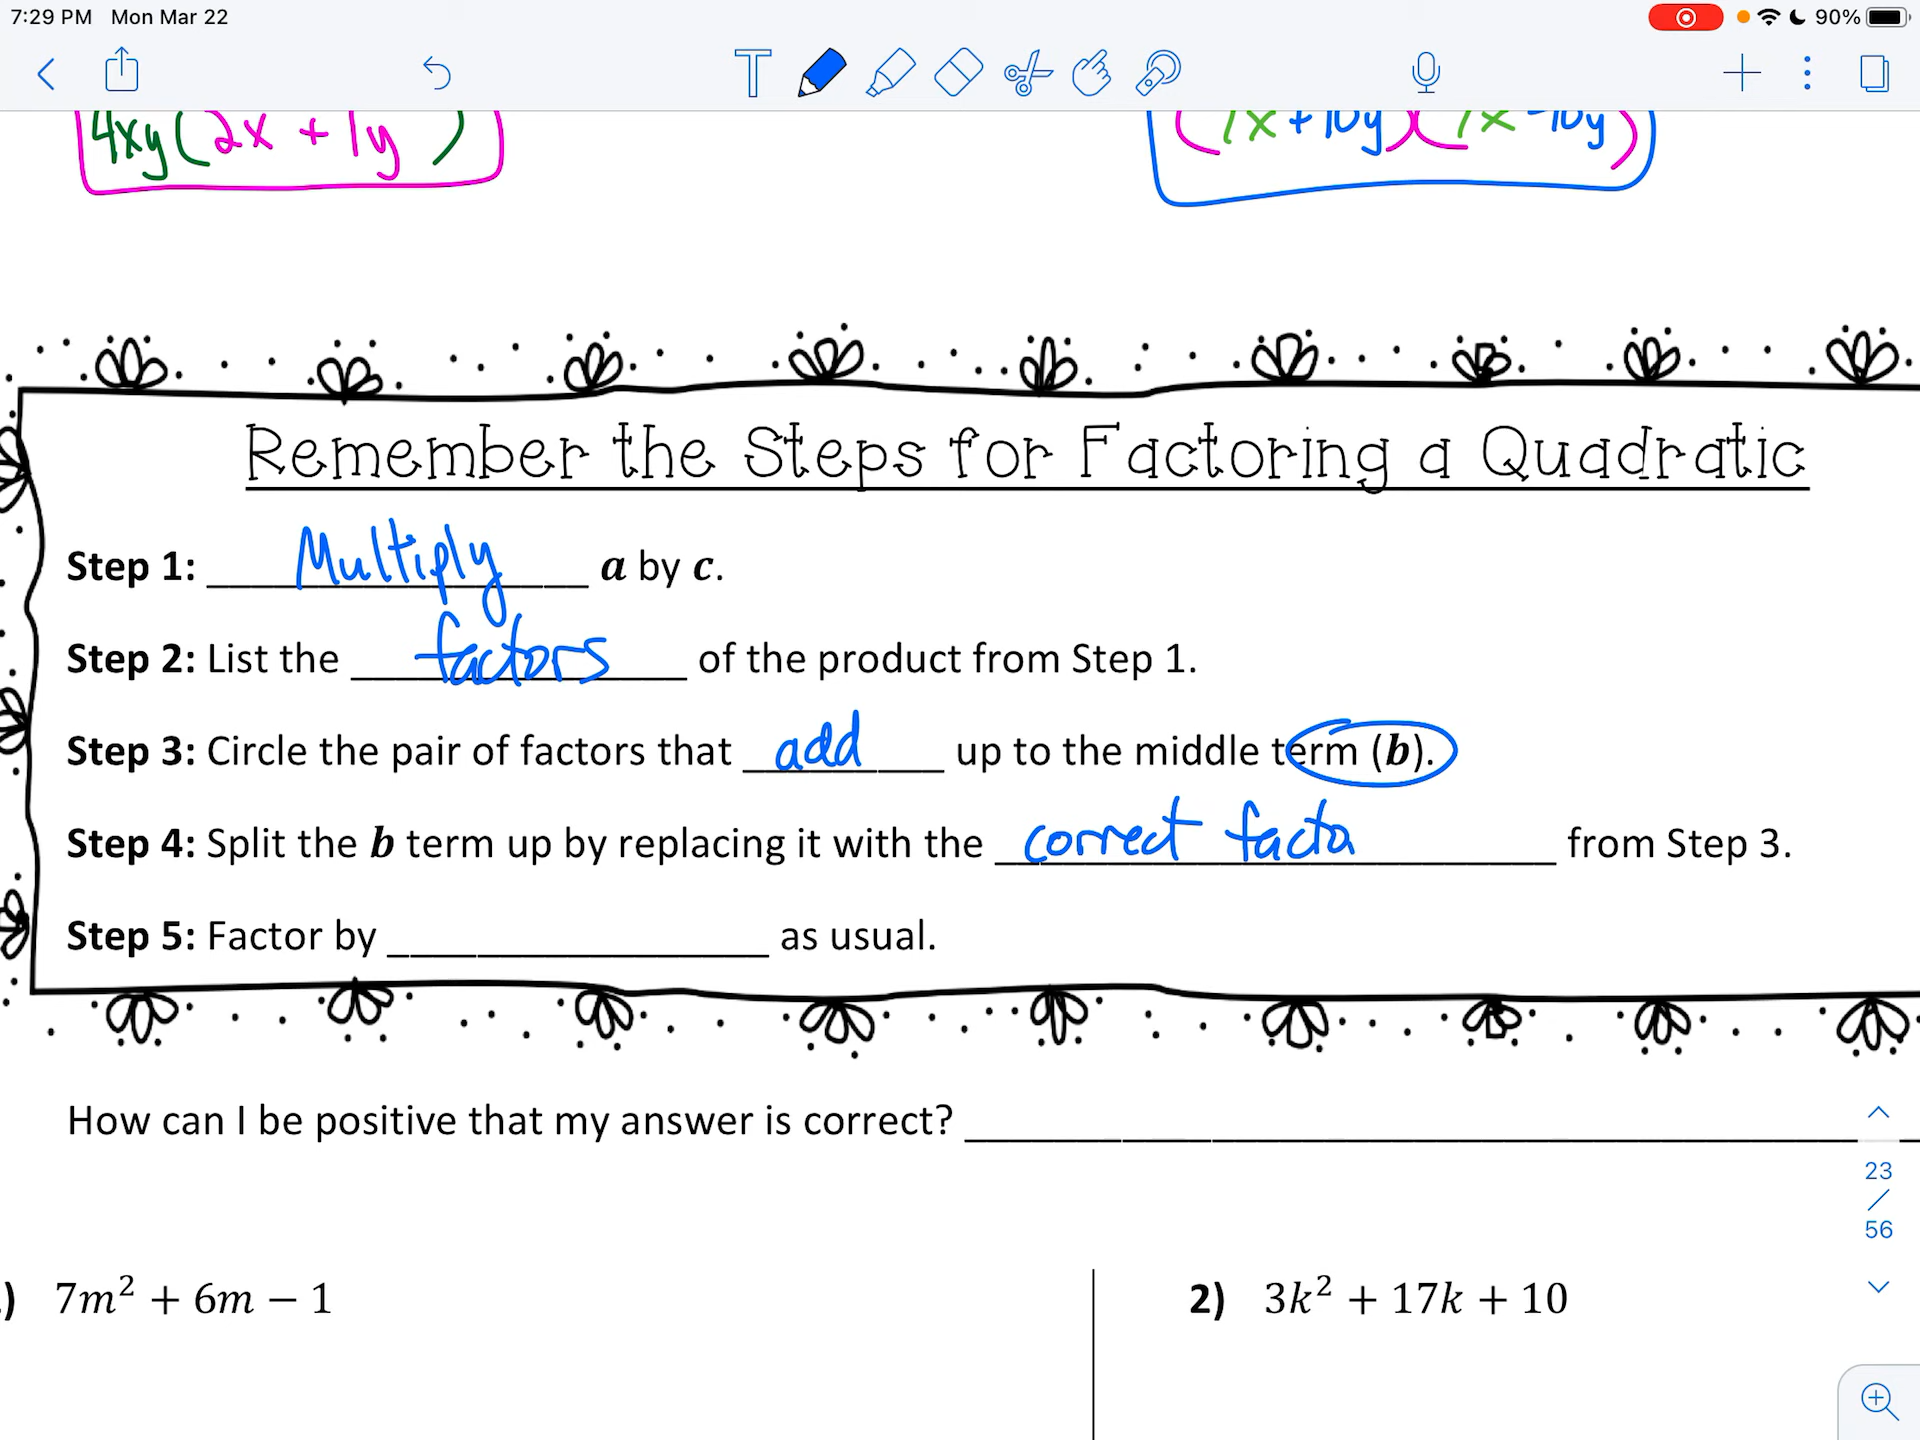 7:29 PM Mon Mar 22
90%
4xy(2x + 1y )
(7x+10y)(7x-10y)
Remember the Steps for Factoring a Quadratic
Step 1: Multiply a by c.
Step 2: List the factors of the product from Step 1.
Step 3: Circle the pair of factors that add up to the middle term (b).
Step 4: Split the b term up by replacing it with the correct facto from Step 3.
Step 5: Factor by ________ as usual.
How can I be positive that my answer is correct? ________
23
/
56
) 7m² + 6m − 1
2) 3k² + 17k + 10